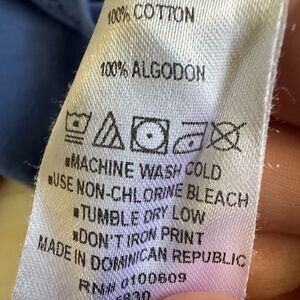 100% COTTON
100% ALGODON
■MACHINE WASH COLD
■USE NON-CHLORINE BLEACH
■TUMBLE DRY LOW
■DON'T IRON PRINT
MADE IN DOMINICAN REPUBLIC
RN# 0100609